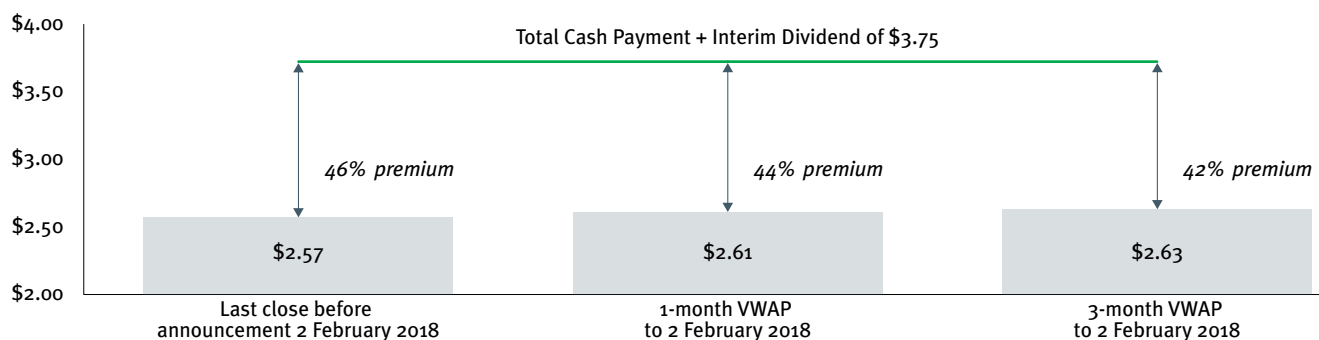 $4.00
Total Cash Payment + Interim Dividend of $3.75
$3.50
$3.00
46% premium
44% premium
42% premium
$2.50
$2.57
$2.61
$2.63
$2.00
Last close before
announcement 2 February 2018
1-month VWAP
to 2 February 2018
3-month VWAP
to 2 February 2018